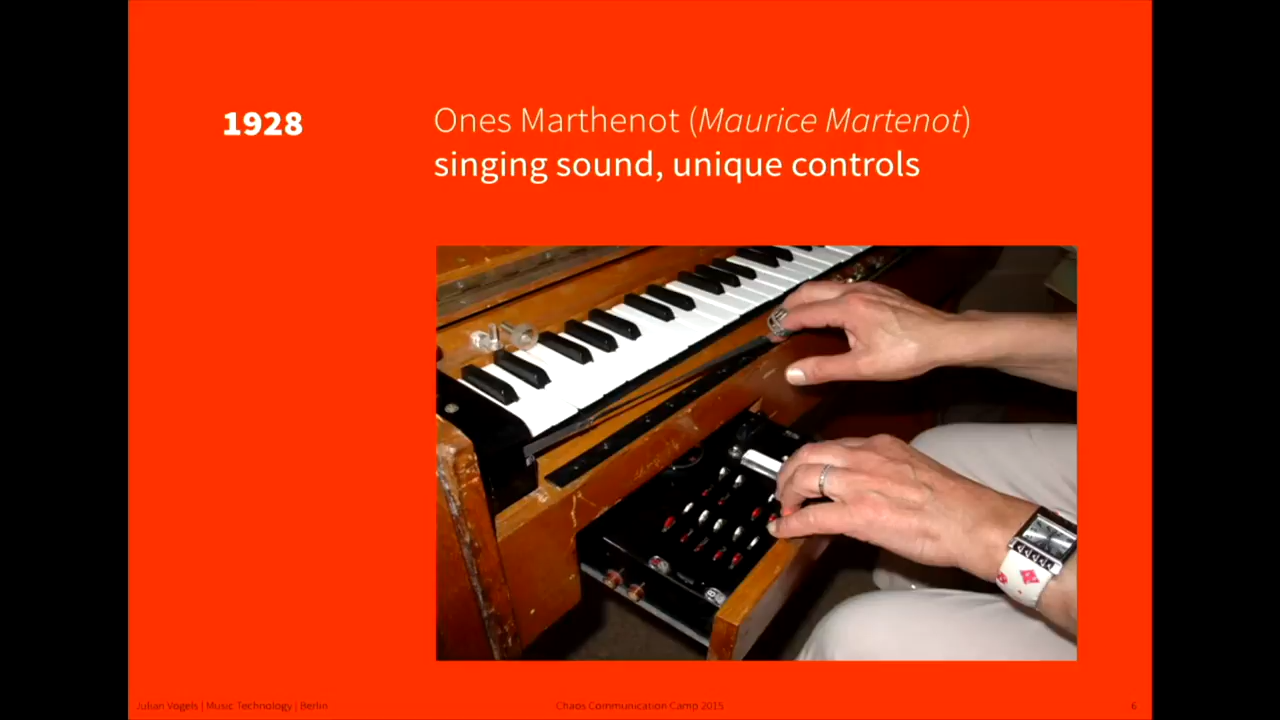 1928
Ones Marthenot (Maurice Martenot)
singing sound, unique controls
Julian Vogels | Music Technology | Berlin
Chaos Communication Camp 2015
6